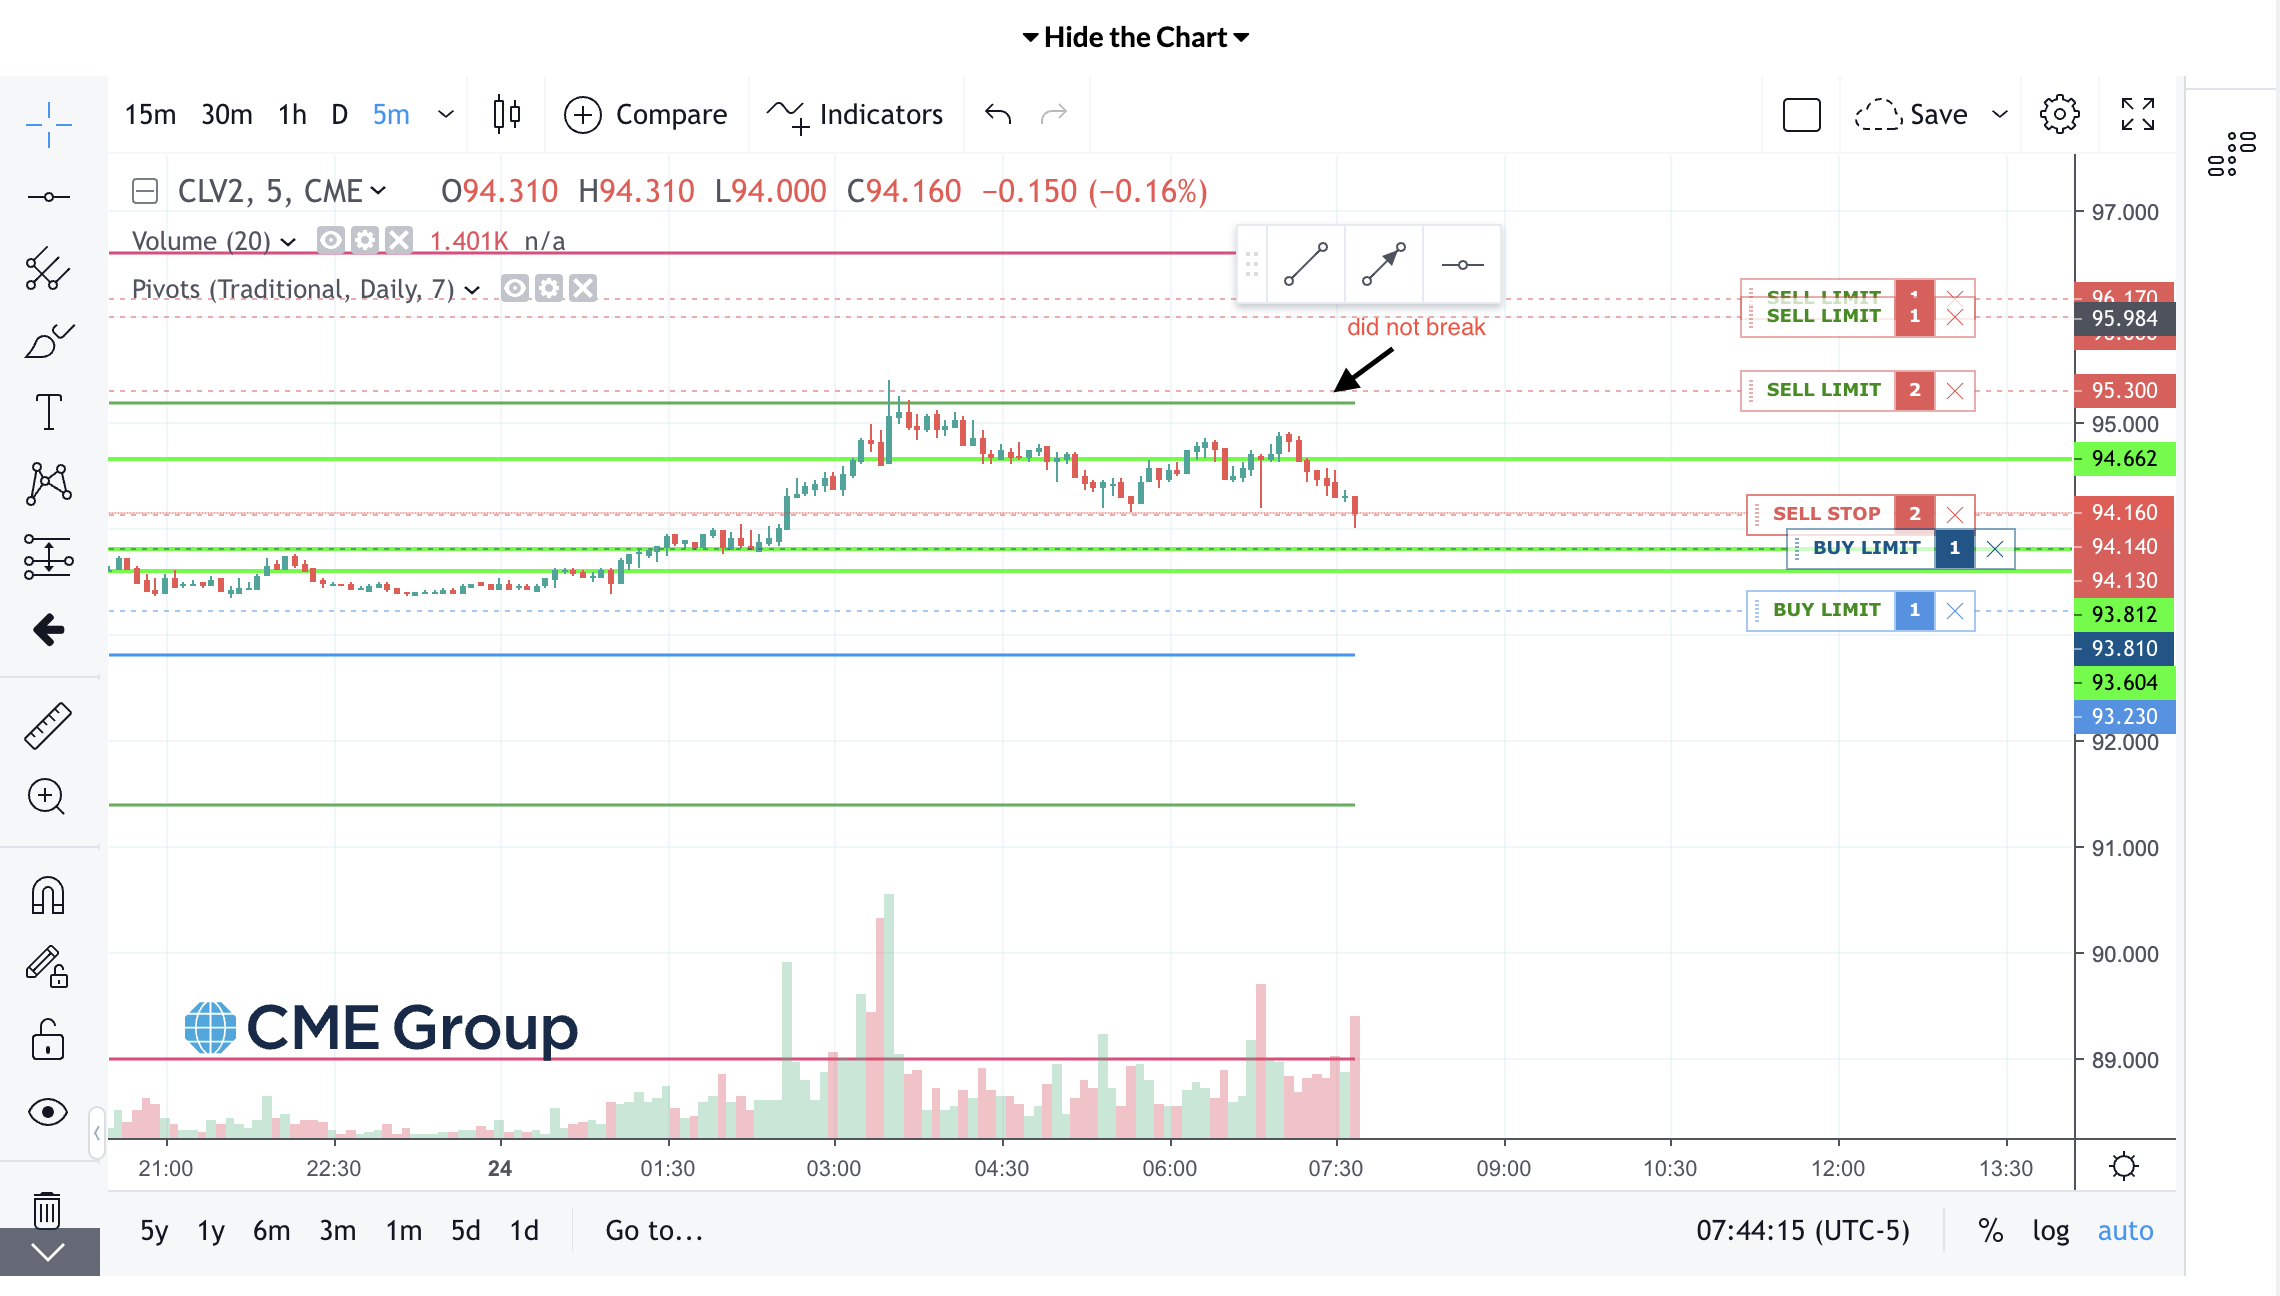 Hide the Chart
15m 30m 1h D 5m Compare Indicators Save
CLV2, 5, CME O94.310 H94.310 L94.000 C94.160 −0.150 (−0.16%)
Volume (20) 1.401K n/a
Pivots (Traditional, Daily, 7)
did not break
97.000
SELL LIMIT 1 96.170
SELL LIMIT 1 95.984
SELL LIMIT 2 95.300
95.000
94.662
SELL STOP 2 94.160
BUY LIMIT 1 94.140
94.130
BUY LIMIT 1 93.812
93.810
93.604
93.230
92.000
91.000
90.000
CME Group
89.000
21:00 22:30 24 01:30 03:00 04:30 06:00 07:30 09:00 10:30 12:00 13:30
5y 1y 6m 3m 1m 5d 1d Go to... 07:44:15 (UTC-5) % log auto